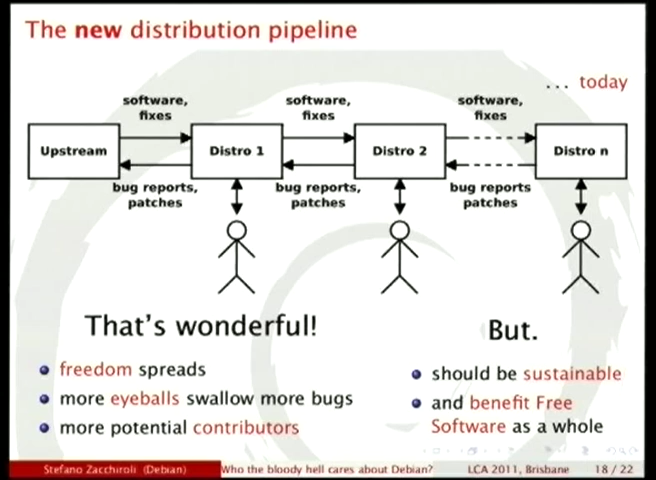 The new distribution pipeline
... today
software,
fixes
software,
fixes
software,
fixes
Upstream
Distro 1
Distro 2
Distro n
bug reports,
patches
bug reports,
patches
bug reports
patches
That's wonderful!
freedom spreads
more eyeballs swallow more bugs
more potential contributors
But.
should be sustainable
and benefit Free
Software as a whole
Stefano Zacchiroli (Debian)
Who the bloody hell cares about Debian?
LCA 2011, Brisbane
18 / 22